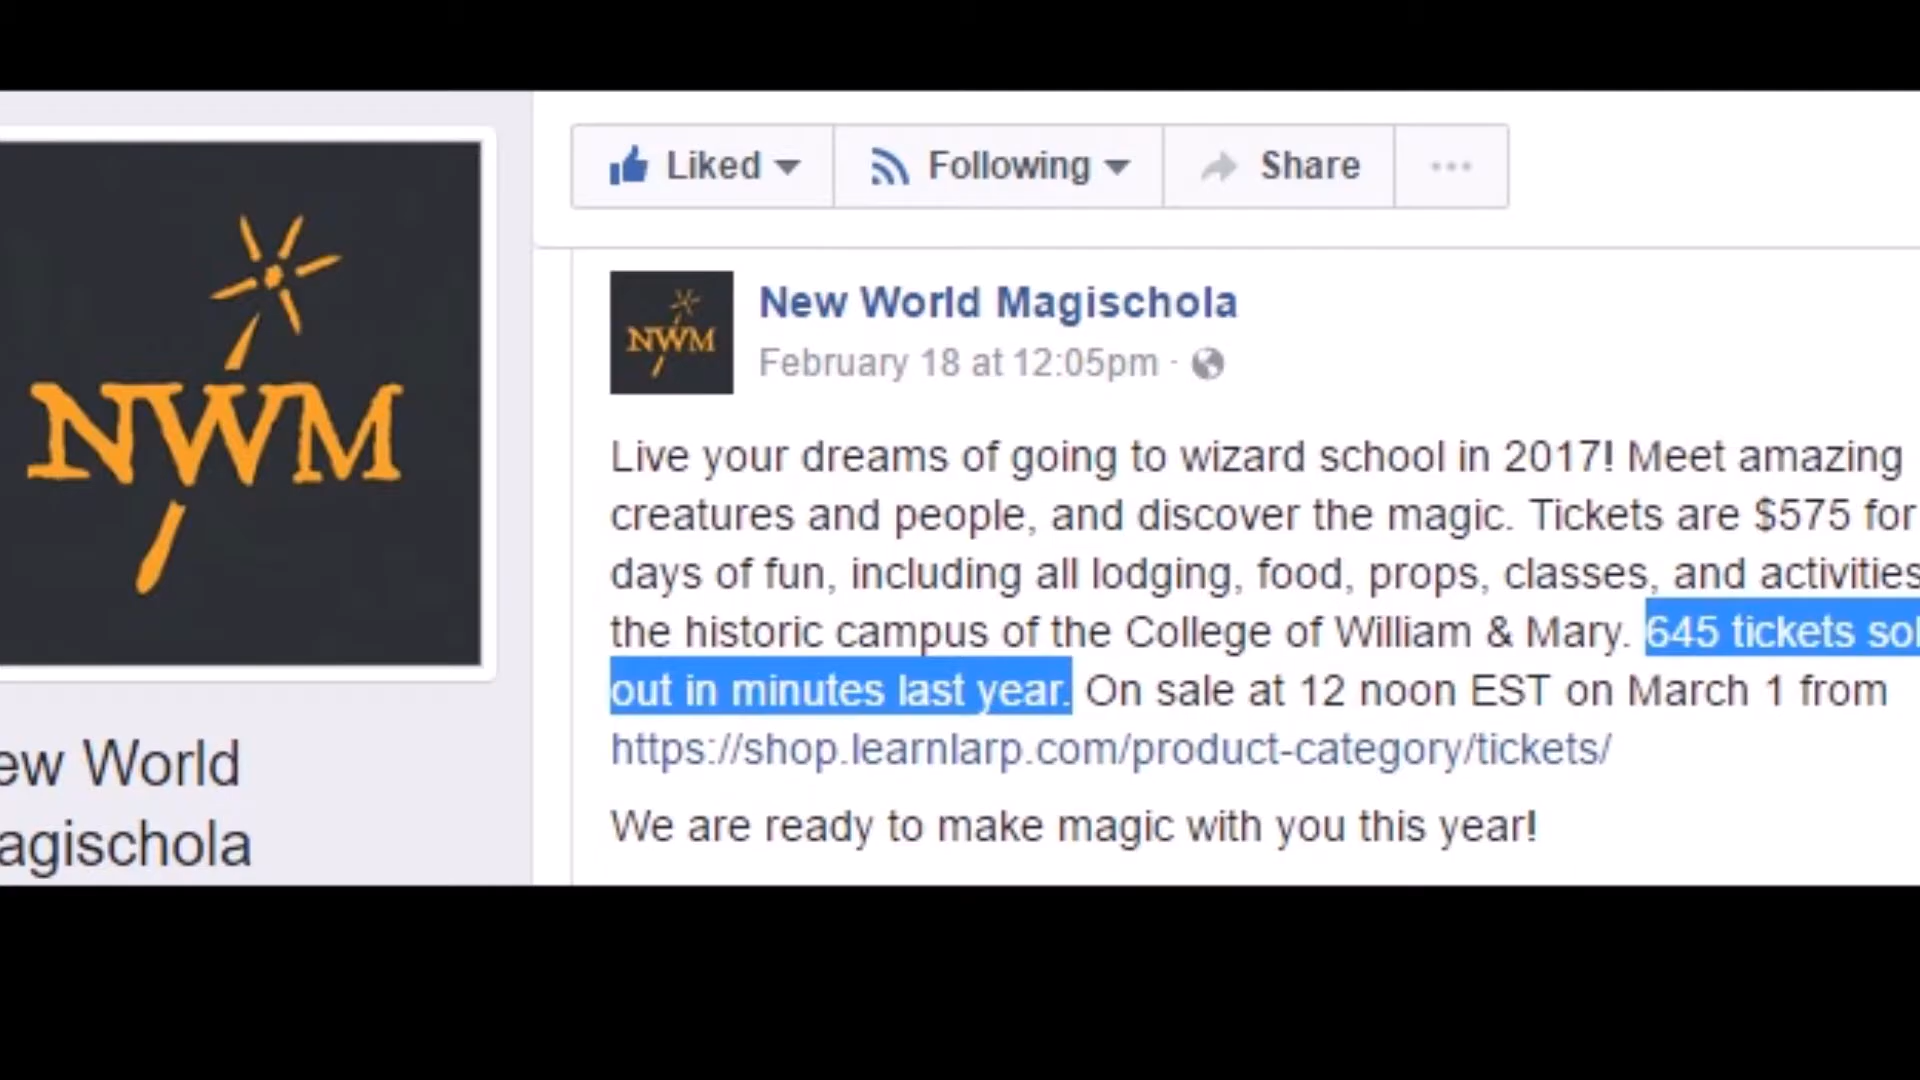 NWM
ew World
agischola
Liked
Following
Share
NWM
New World Magischola
February 18 at 12:05pm ·
Live your dreams of going to wizard school in 2017! Meet amazing
creatures and people, and discover the magic. Tickets are $575 for
days of fun, including all lodging, food, props, classes, and activities
the historic campus of the College of William & Mary. 645 tickets sol
out in minutes last year. On sale at 12 noon EST on March 1 from
https://shop.learnlarp.com/product-category/tickets/
We are ready to make magic with you this year!